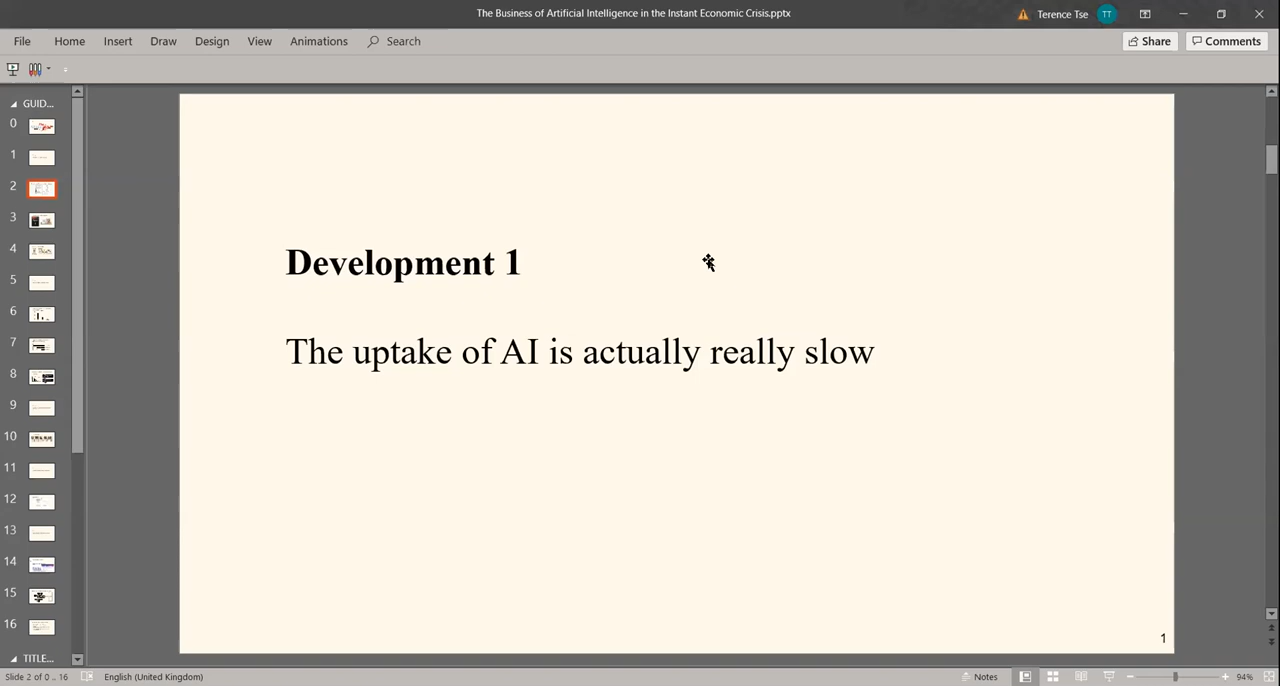 The Business of Artificial Intelligence in the Instant Economic Crisis.pptx
Terence Tse
TT
File
Home
Insert
Draw
Design
View
Animations
Search
Share
Comments
GUID...
0
1
2
3
4
5
6
7
8
9
10
11
12
13
14
15
16
TITLE...
Development 1
The uptake of AI is actually really slow
1
Slide 2 of 0 .. 16
English (United Kingdom)
Notes
94%